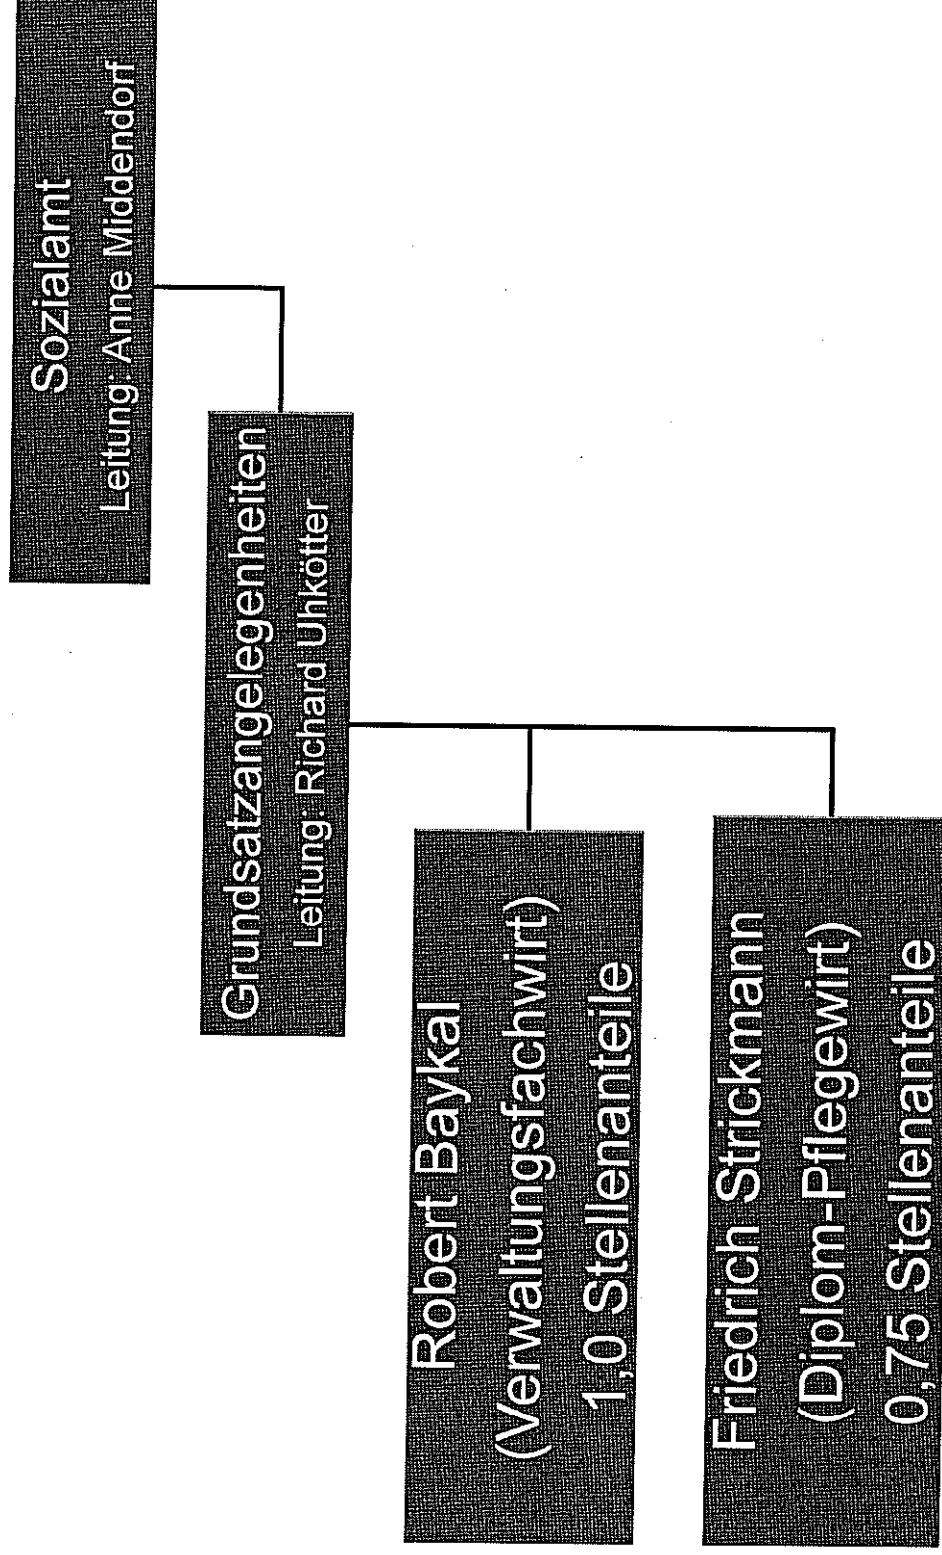 Sozialamt
Leitung: Anne Middendorf
Grundsatzangelegenheiten
Leitung: Richard Uhkötter
Robert Baykal
(Verwaltungsfachwirt)
1,0 Stellenanteile
Friedrich Strickmann
(Diplom-Pflegewirt)
0,75 Stellenanteile